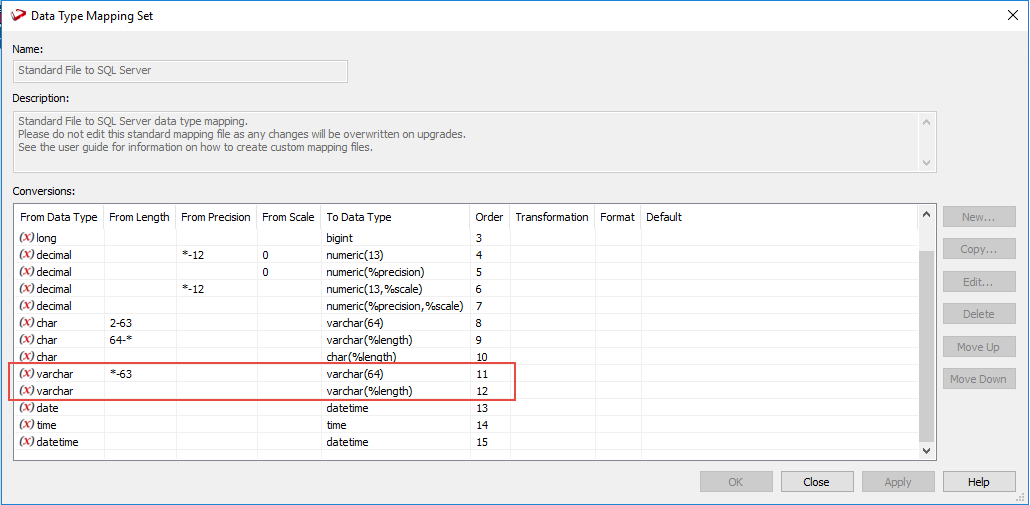 Data Type Mapping Set
Name:
Standard File to SQL Server
Description:
Standard File to SQL Server data type mapping.
Please do not edit this standard mapping file as any changes will be overwritten on upgrades.
See the user guide for information on how to create custom mapping files.
Conversions:
From Data Type From Length From Precision From Scale To Data Type Order Transformation Format Default
(x) long bigint 3
(x) decimal *-12 0 numeric(13) 4
(x) decimal 0 numeric(%precision) 5
(x) decimal *-12 numeric(13,%scale) 6
(x) decimal numeric(%precision,%scale) 7
(x) char 2-63 varchar(64) 8
(x) char 64-* varchar(%length) 9
(x) char char(%length) 10
(x) varchar *-63 varchar(64) 11
(x) varchar varchar(%length) 12
(x) date datetime 13
(x) time time 14
(x) datetime datetime 15
New...
Copy...
Edit...
Delete
Move Up
Move Down
OK Close Apply Help